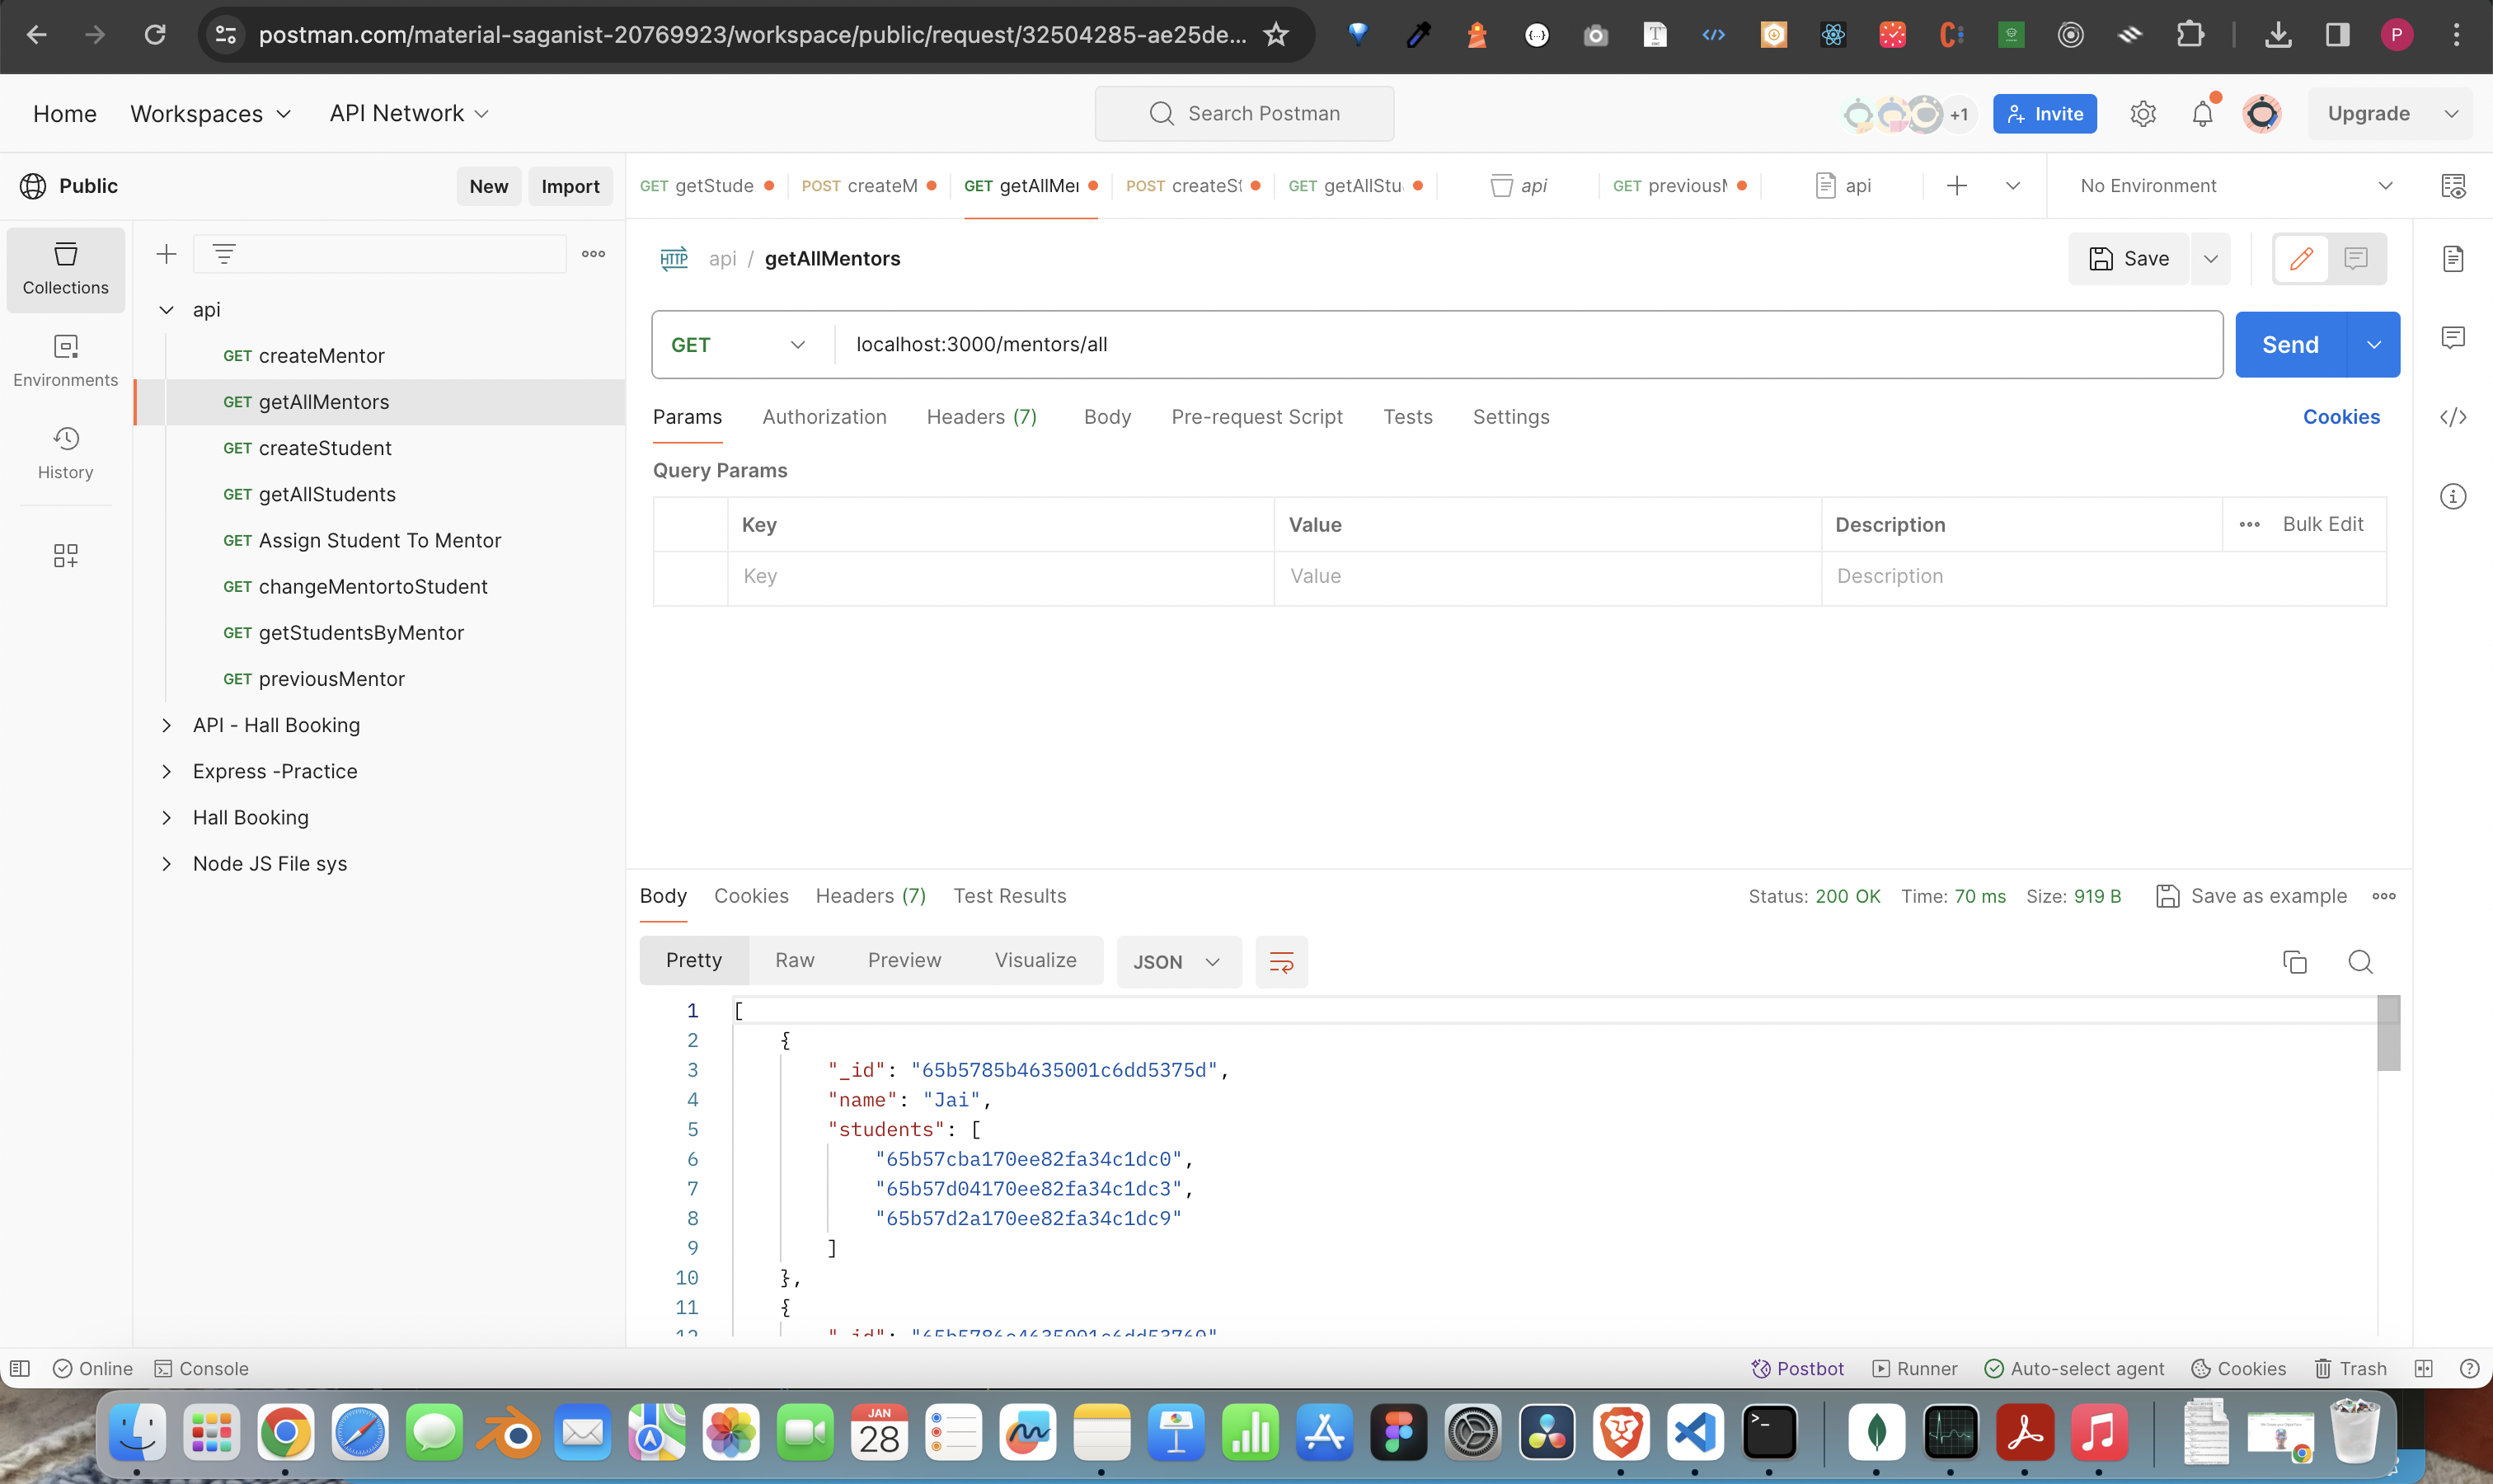 postman.com/material-saganist-20769923/workspace/public/request/32504285-ae25de...
P
Home Workspaces API Network Search Postman +1 Invite Upgrade
Public New Import
GET getStude POST createM GET getAllMe POST createSt GET getAllStu api GET previous api No Environment
Collections
Environments
History
api
GET createMentor
GET getAllMentors
GET createStudent
GET getAllStudents
GET Assign Student To Mentor
GET changeMentortoStudent
GET getStudentsByMentor
GET previousMentor
API - Hall Booking
Express -Practice
Hall Booking
Node JS File sys
HTTP api / getAllMentors Save
GET localhost:3000/mentors/all Send
Params Authorization Headers (7) Body Pre-request Script Tests Settings Cookies
Query Params
Key Value Description Bulk Edit
Key Value Description
Body Cookies Headers (7) Test Results Status: 200 OK Time: 70 ms Size: 919 B Save as example
Pretty Raw Preview Visualize JSON
1 [
2 {
3 "_id": "65b5785b4635001c6dd5375d",
4 "name": "Jai",
5 "students": [
6 "65b57cba170ee82fa34c1dc0",
7 "65b57d04170ee82fa34c1dc3",
8 "65b57d2a170ee82fa34c1dc9"
9 ]
10 },
11 {
12 "_id":
Online Console Postbot Runner Auto-select agent Cookies Trash
JAN
28